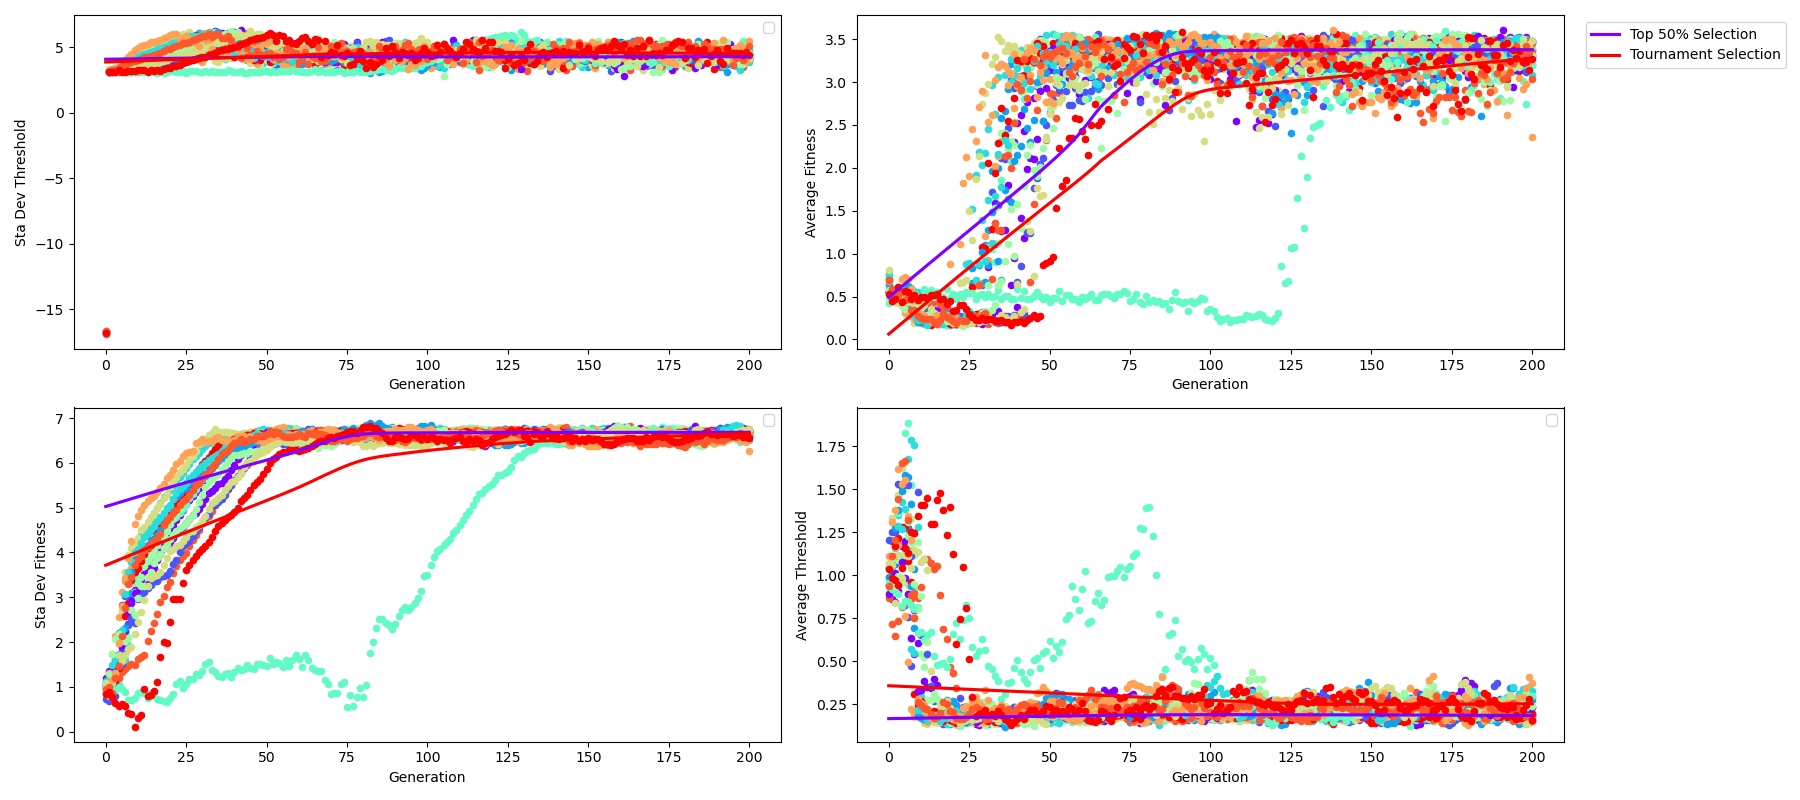 5
0
−5
−10
−15
Sta Dev Threshold
0 25 50 75 100 125 150 175 200
Generation
3.5
3.0
2.5
2.0
1.5
1.0
0.5
0.0
Average Fitness
0 25 50 75 100 125 150 175 200
Generation
Top 50% Selection
Tournament Selection
7
6
5
4
3
2
1
0
Sta Dev Fitness
0 25 50 75 100 125 150 175 200
Generation
1.75
1.50
1.25
1.00
0.75
0.50
0.25
Average Threshold
0 25 50 75 100 125 150 175 200
Generation